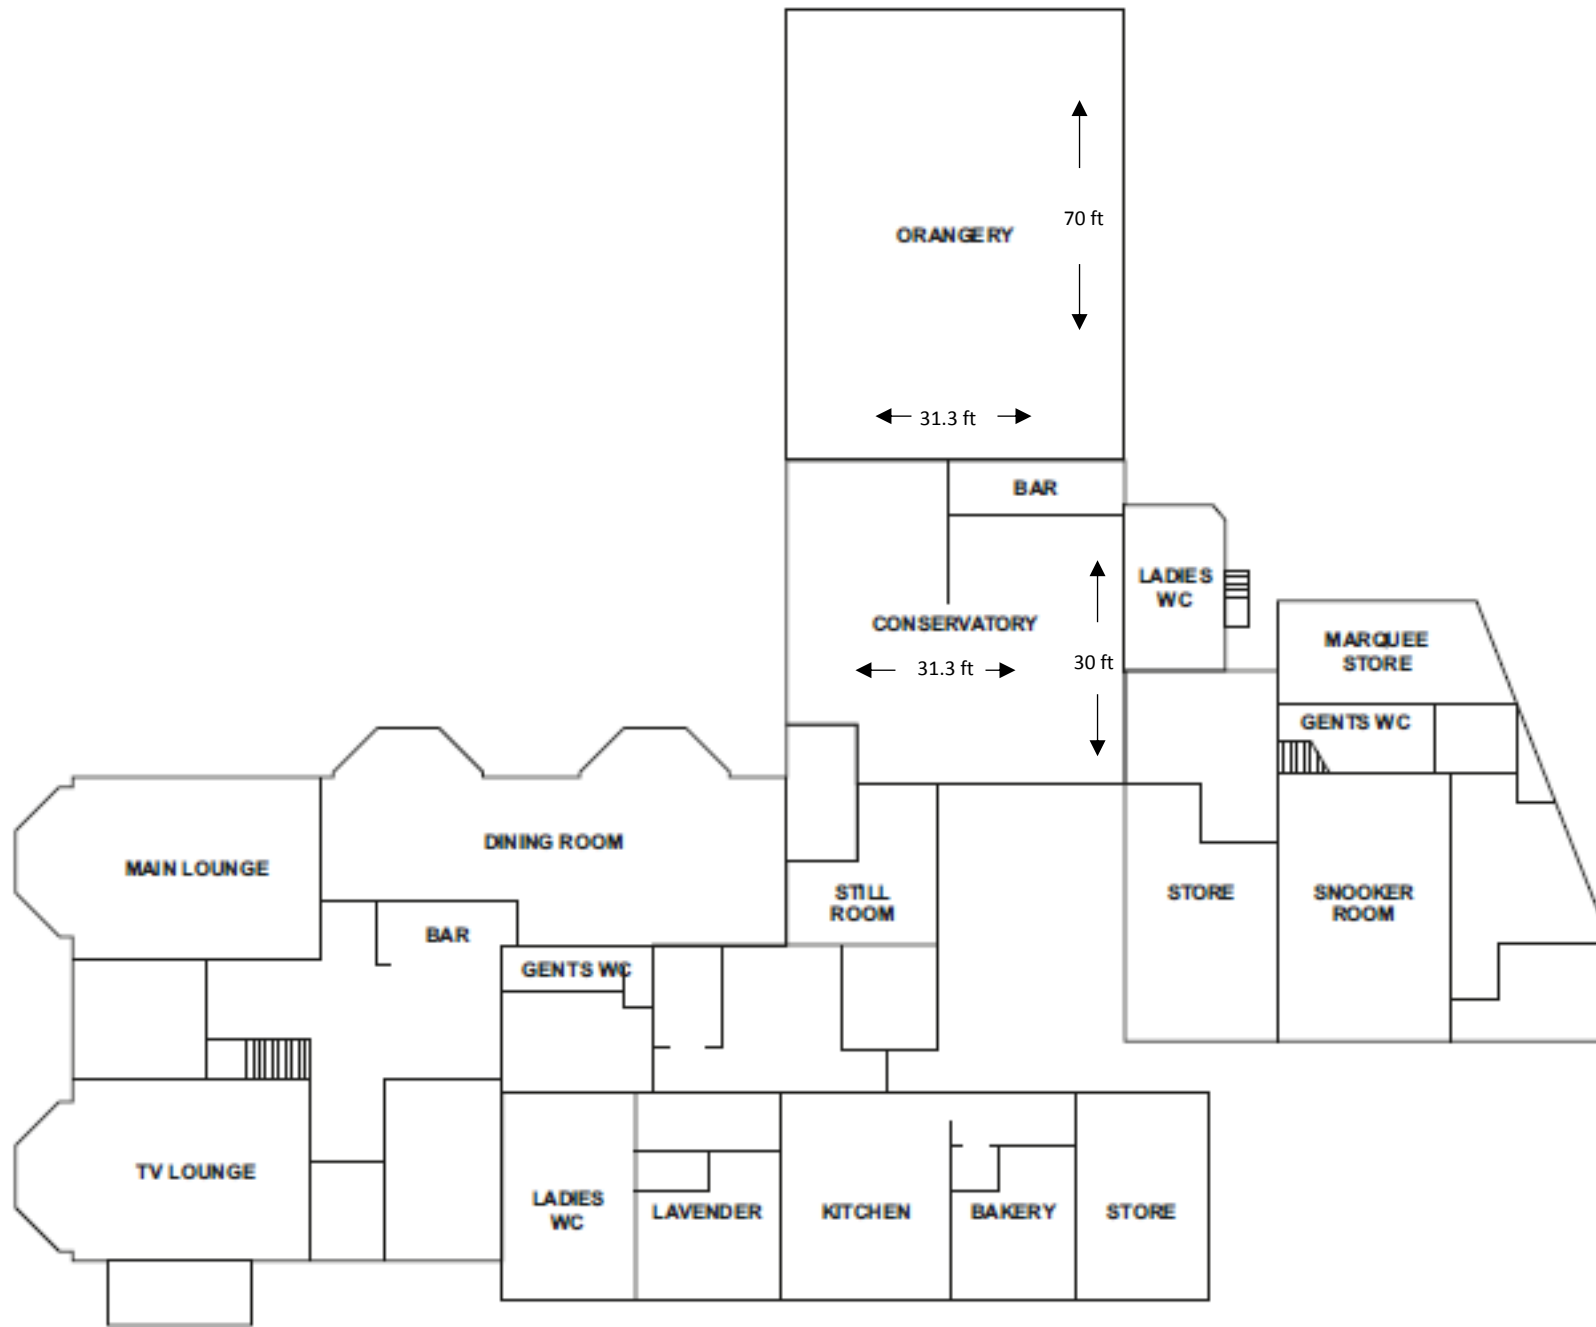 70 ft
ORANGERY
31.3 ft
BAR
LADIES
WC
CONSERVATORY
31.3 ft
30 ft
MARQUEE
STORE
GENTS WC
DINING ROOM
MAIN LOUNGE
STILL
ROOM
STORE
SNOOKER
ROOM
BAR
GENTS WC
TV LOUNGE
LADIES
WC
LAVENDER
KITCHEN
BAKERY
STORE